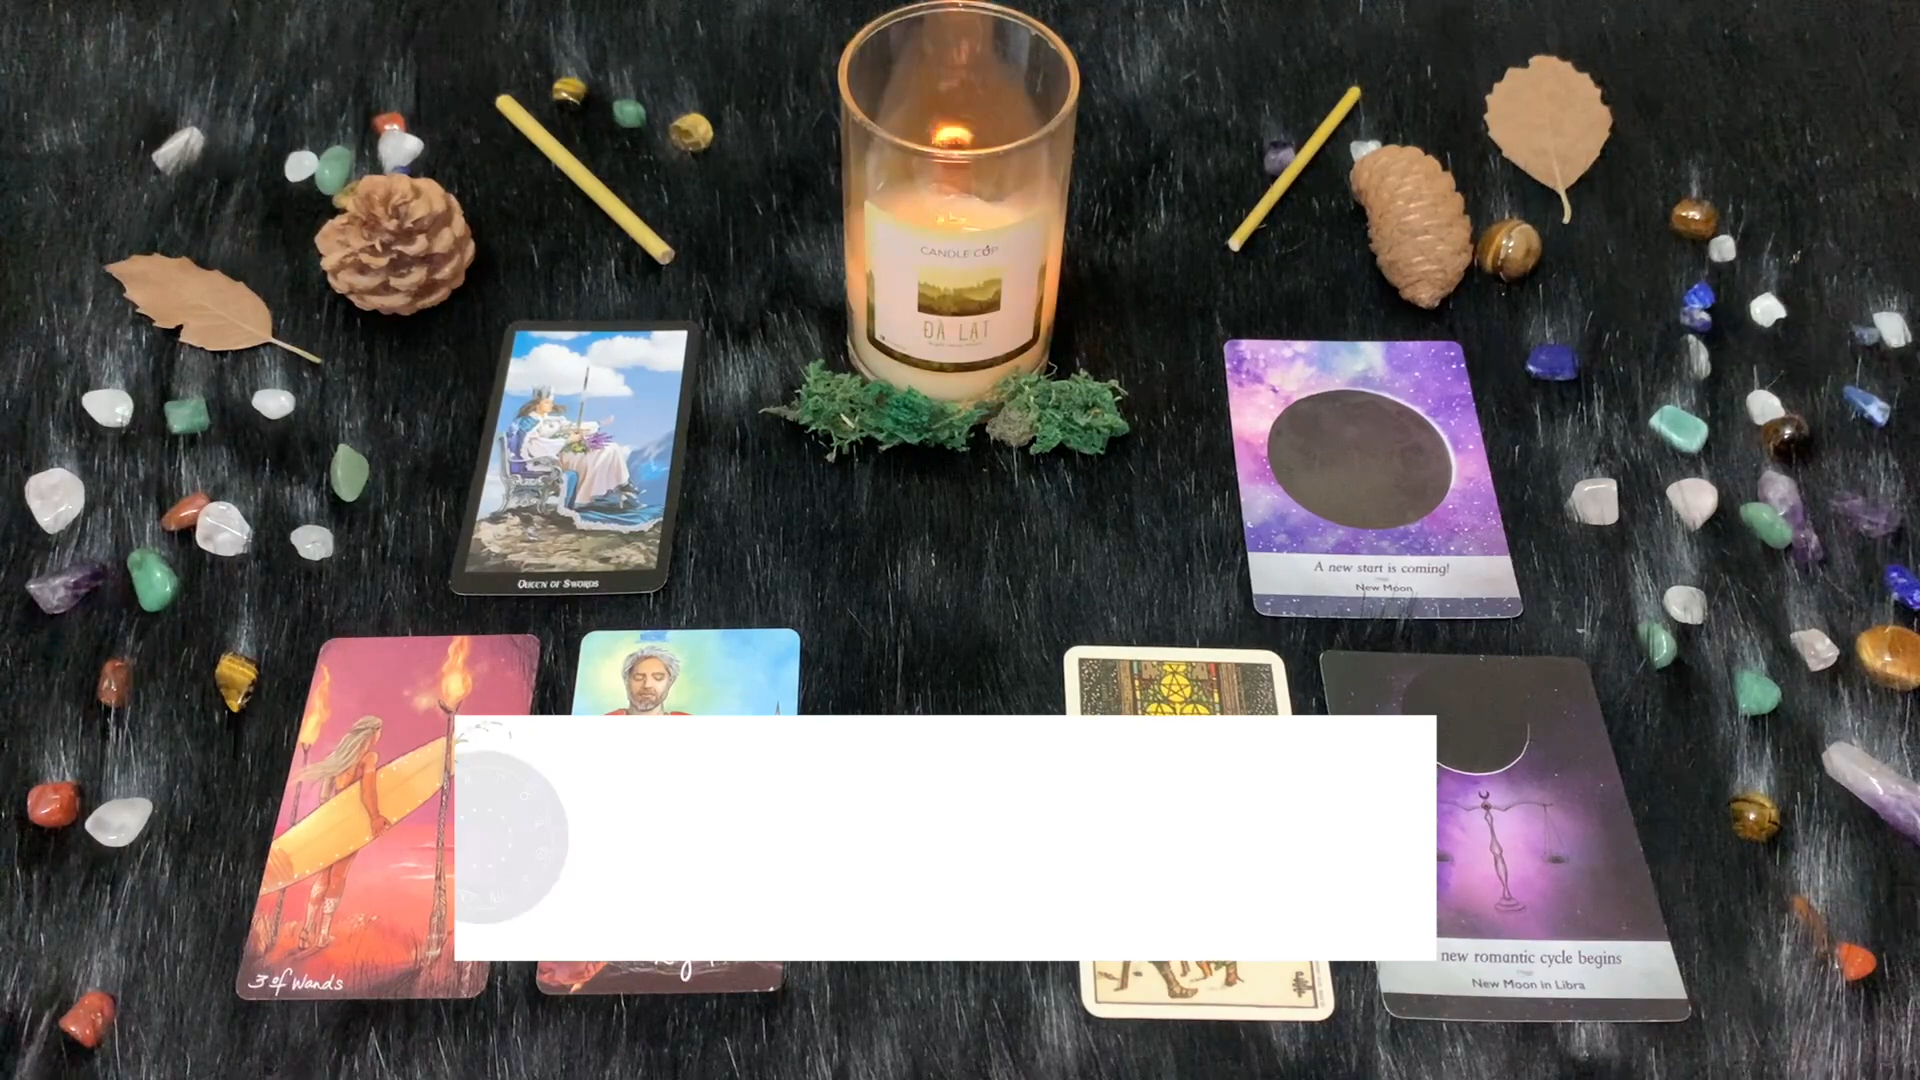 CANDLE CỐP
ĐÀ LẠT
QUEEN OF SWORDS
A new start is coming!
New Moon
3 of Wands
new romantic cycle begins
New Moon in Libra